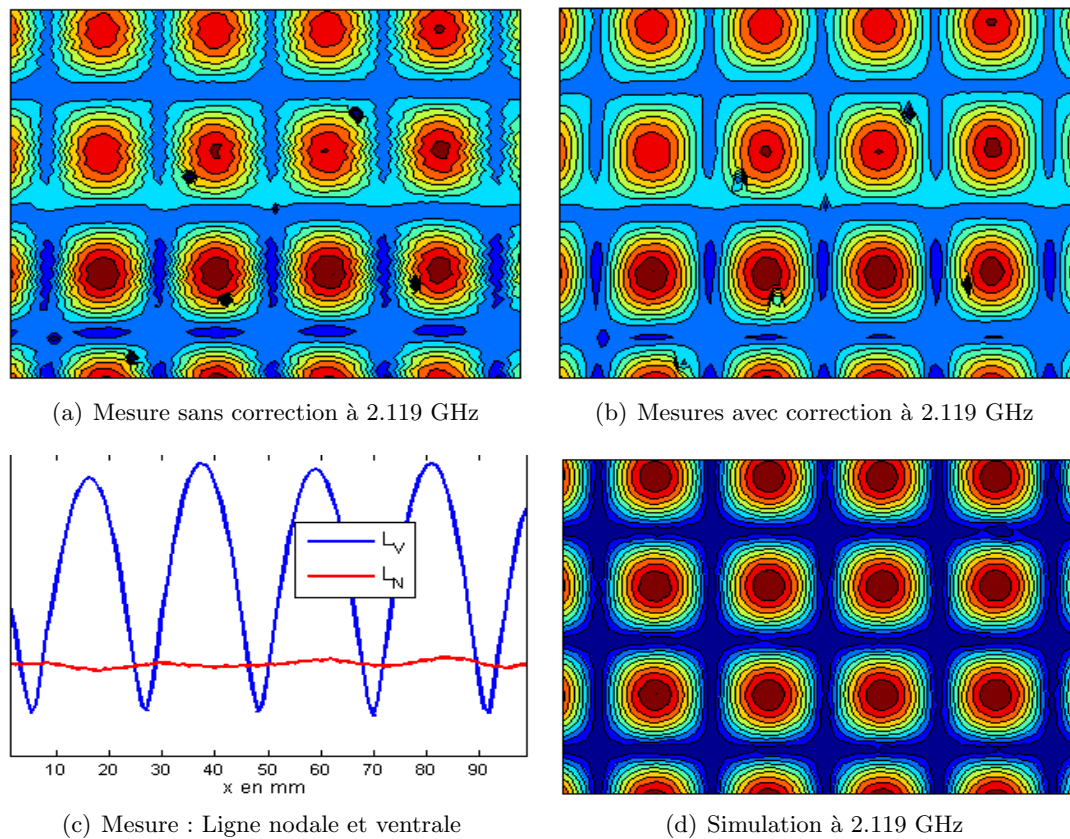 (a) Mesure sans correction à 2.119 GHz
(b) Mesures avec correction à 2.119 GHz
L_V
L_N
10 20 30 40 50 60 70 80 90
x en mm
(c) Mesure : Ligne nodale et ventrale
(d) Simulation à 2.119 GHz